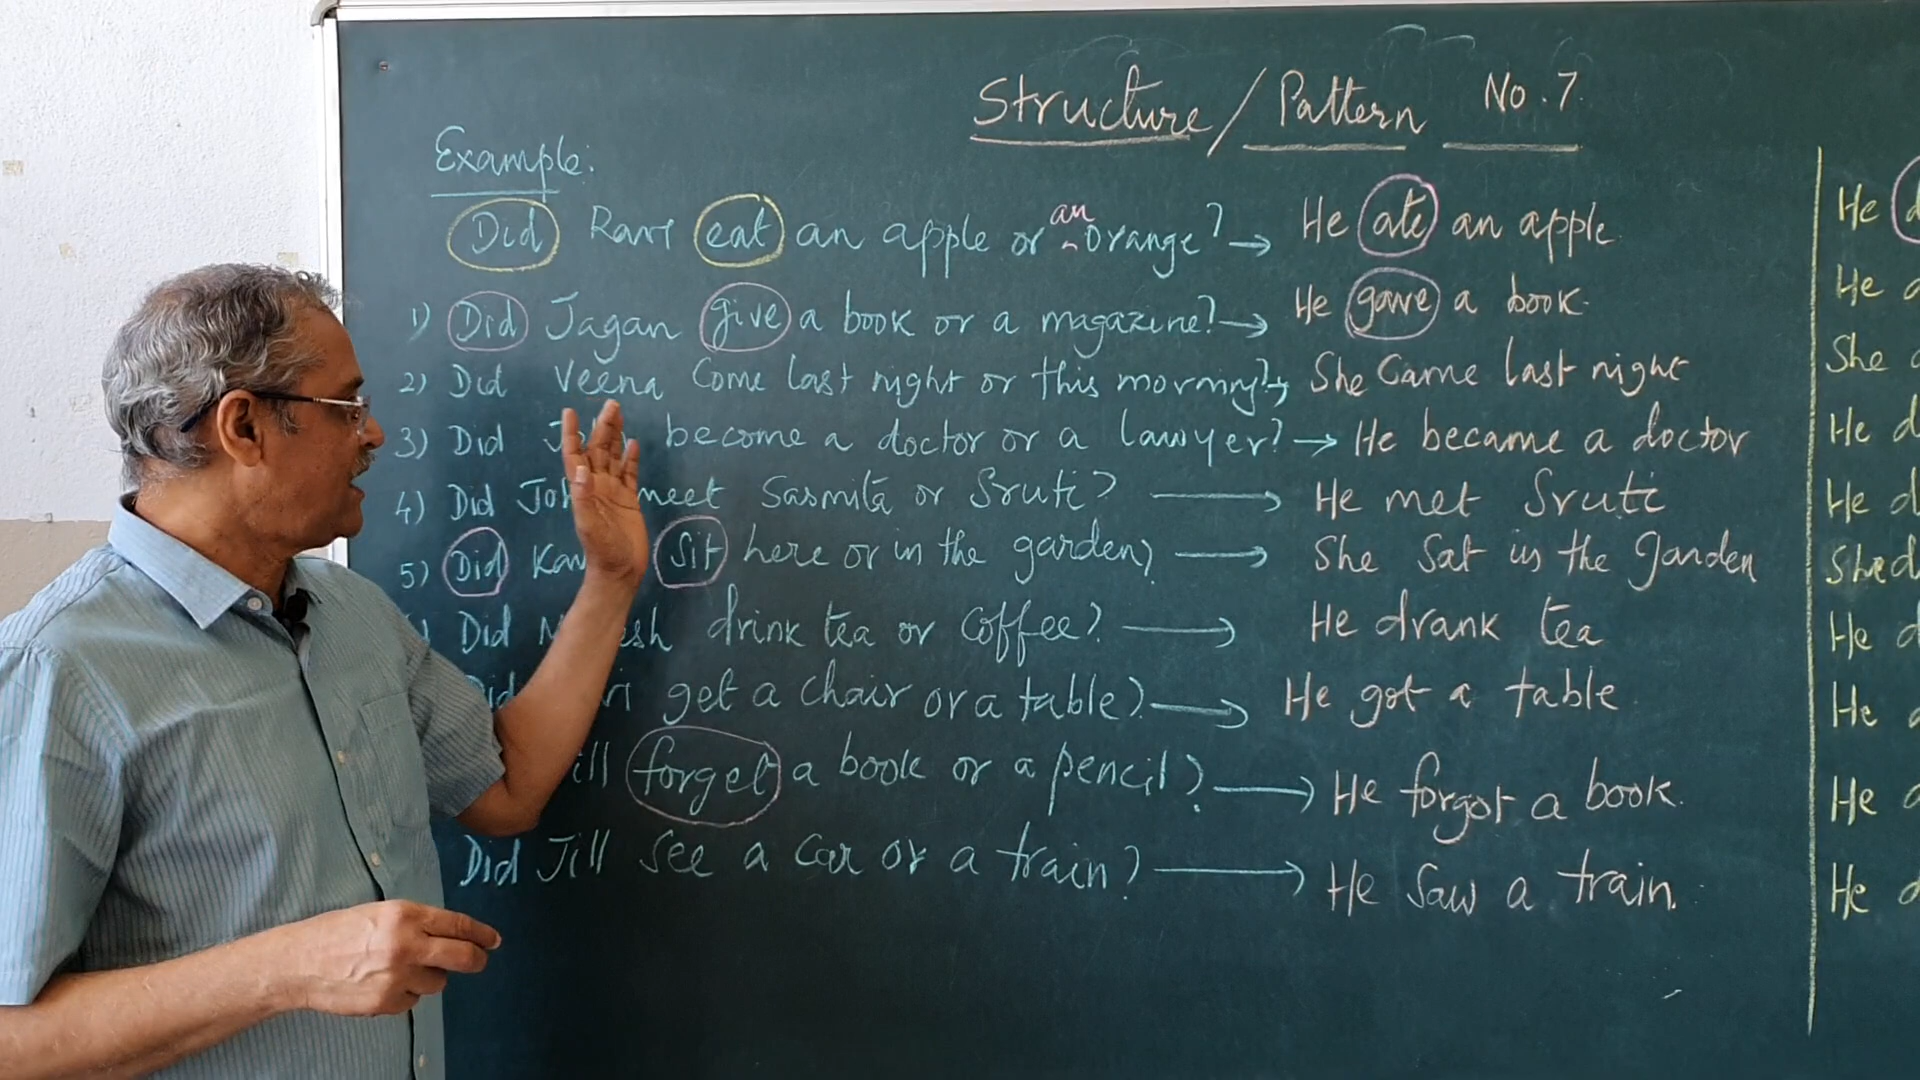 Structure / Pattern No. 7
Example:
Did Ravi eat an apple or an orange? → He ate an apple.
1) Did Jagan give a book or a magazine? → He gave a book.
2) Did Veena Come last night or this morning? → She Came last night
3) Did become a doctor or a lawyer? → He became a doctor
4) Did meet Sasmita or Sruti? → He met Sruti
5) Did sit here or in the garden? → She Sat in the garden
Did drink tea or coffee? → He drank tea
get a chair or a table? → He got a table
forget a book or a pencil? → He forgot a book.
Did Jill See a Car or a train? → He Saw a train.
He
He
She
He
He
She
He
He
He
He